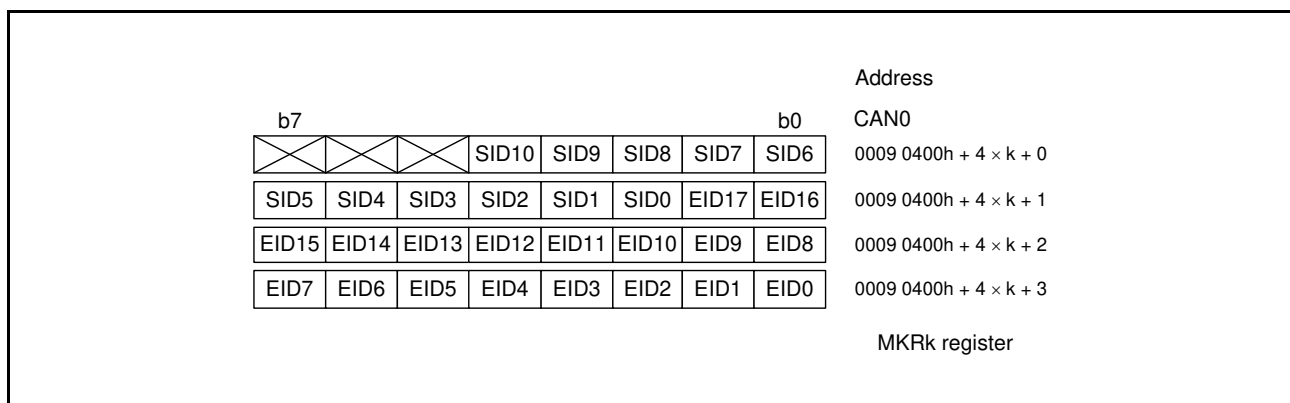 Address
b7 b0 CAN0
SID10 SID9 SID8 SID7 SID6 0009 0400h + 4 × k + 0
SID5 SID4 SID3 SID2 SID1 SID0 EID17 EID16 0009 0400h + 4 × k + 1
EID15 EID14 EID13 EID12 EID11 EID10 EID9 EID8 0009 0400h + 4 × k + 2
EID7 EID6 EID5 EID4 EID3 EID2 EID1 EID0 0009 0400h + 4 × k + 3
MKRk register